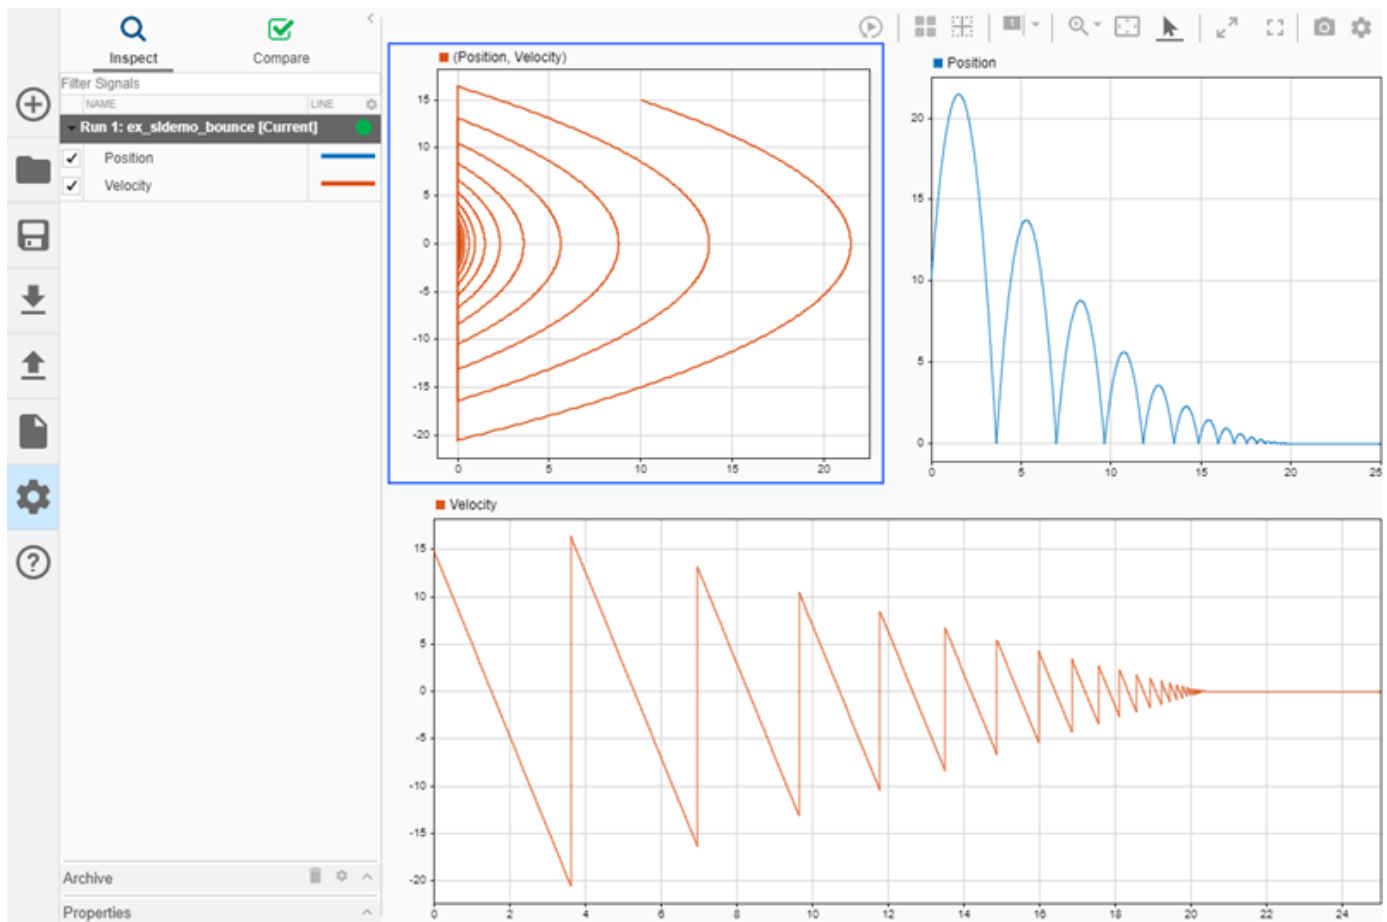 Inspect
Compare
Filter Signals
NAME
LINE
Run 1: ex_sldemo_bounce [Current]
Position
Velocity
Archive
Properties
1
(Position, Velocity)
15
10
5
0
-5
-10
-15
-20
0 5 10 15 20
Position
20
15
10
5
0
0 5 10 15 20 25
Velocity
15
10
5
0
-5
-10
-15
-20
0 2 4 6 8 10 12 14 16 18 20 22 24